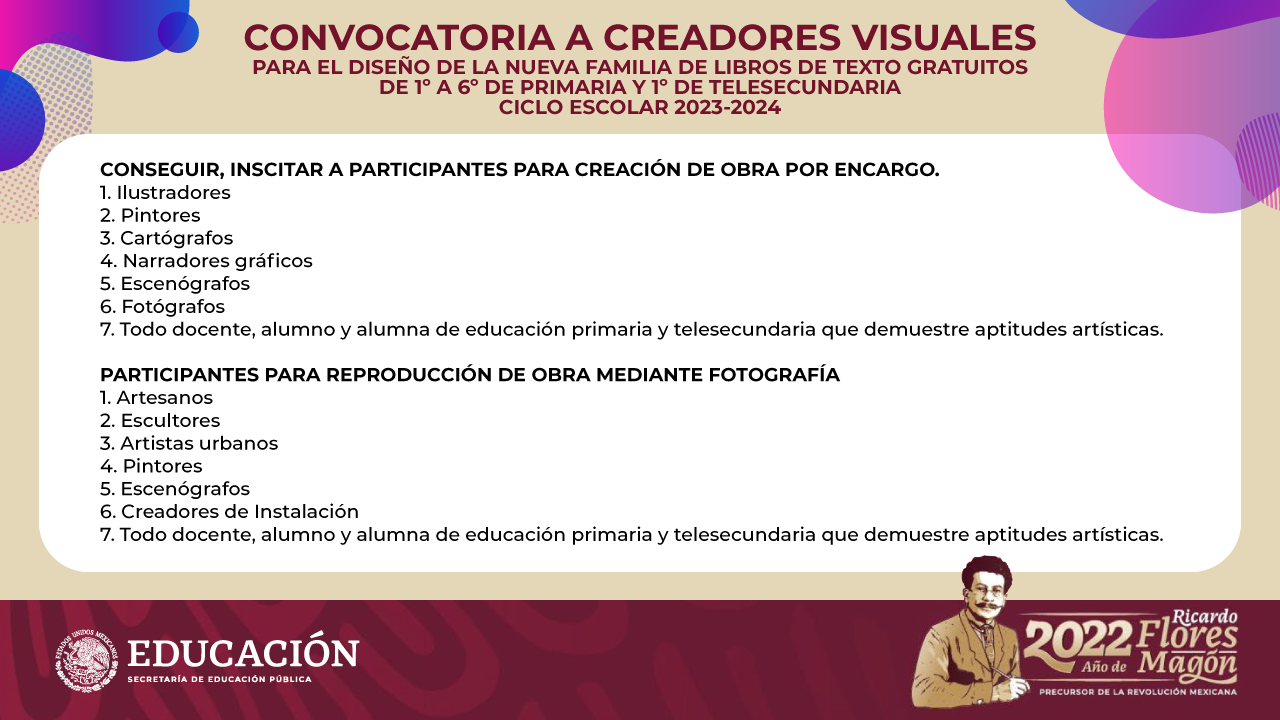 CONVOCATORIA A CREADORES VISUALES
PARA EL DISEÑO DE LA NUEVA FAMILIA DE LIBROS DE TEXTO GRATUITOS
DE 1º A 6º DE PRIMARIA Y 1º DE TELESECUNDARIA
CICLO ESCOLAR 2023-2024
CONSEGUIR, INSCITAR A PARTICIPANTES PARA CREACIÓN DE OBRA POR ENCARGO.
1. Ilustradores
2. Pintores
3. Cartógrafos
4. Narradores gráficos
5. Escenógrafos
6. Fotógrafos
7. Todo docente, alumno y alumna de educación primaria y telesecundaria que demuestre aptitudes artísticas.
PARTICIPANTES PARA REPRODUCCIÓN DE OBRA MEDIANTE FOTOGRAFÍA
1. Artesanos
2. Escultores
3. Artistas urbanos
4. Pintores
5. Escenógrafos
6. Creadores de Instalación
7. Todo docente, alumno y alumna de educación primaria y telesecundaria que demuestre aptitudes artísticas.
ESTADOS UNIDOS MEXICANOS
EDUCACIÓN
SECRETARÍA DE EDUCACIÓN PÚBLICA
2022
Año de
Ricardo
Flores
Magón
PRECURSOR DE LA REVOLUCIÓN MEXICANA